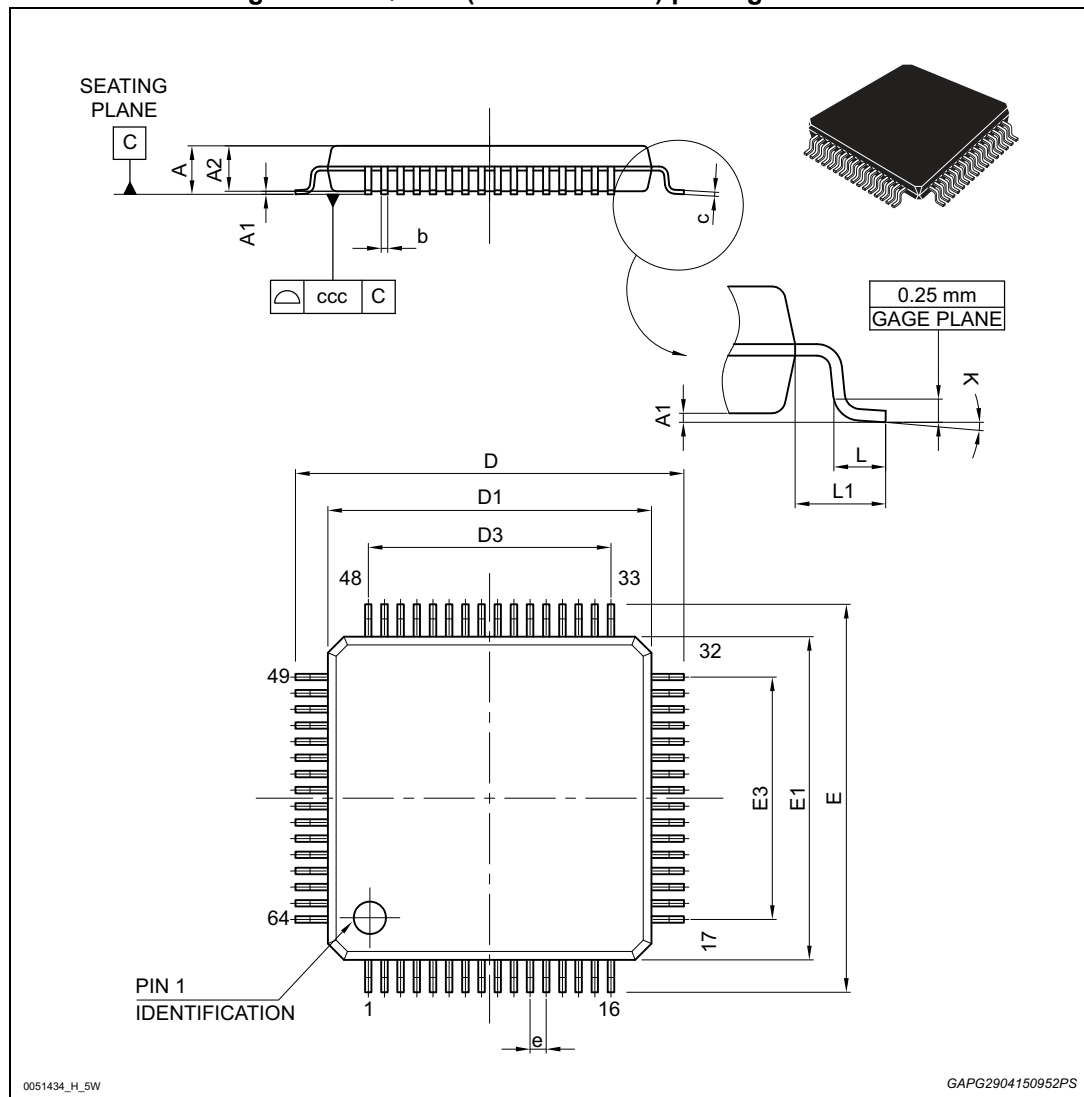 SEATING
PLANE
C
A
A2
A1
b
c
ccc C
0.25 mm
GAGE PLANE
K
A1
L
L1
D
D1
D3
48
33
32
49
E3
E1
E
64
17
PIN 1
IDENTIFICATION
1
16
e
0051434_H_5W
GAPG2904150952PS